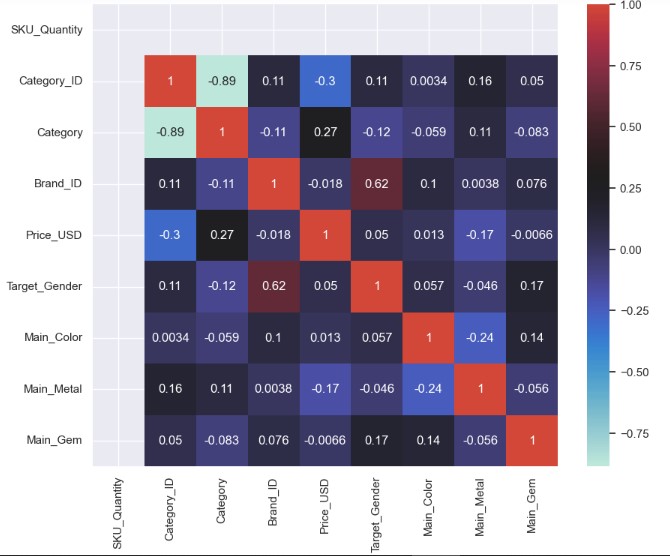 SKU_Quantity
Category_ID 1 -0.89 0.11 -0.3 0.11 0.0034 0.16 0.05
Category -0.89 1 -0.11 0.27 -0.12 -0.059 0.11 -0.083
Brand_ID 0.11 -0.11 1 -0.018 0.62 0.1 0.0038 0.076
Price_USD -0.3 0.27 -0.018 1 0.05 0.013 -0.17 -0.0066
Target_Gender 0.11 -0.12 0.62 0.05 1 0.057 -0.046 0.17
Main_Color 0.0034 -0.059 0.1 0.013 0.057 1 -0.24 0.14
Main_Metal 0.16 0.11 0.0038 -0.17 -0.046 -0.24 1 -0.056
Main_Gem 0.05 -0.083 0.076 -0.0066 0.17 0.14 -0.056 1
SKU_Quantity
Category_ID
Category
Brand_ID
Price_USD
Target_Gender
Main_Color
Main_Metal
Main_Gem
1.00
0.75
0.50
0.25
0.00
−0.25
−0.50
−0.75